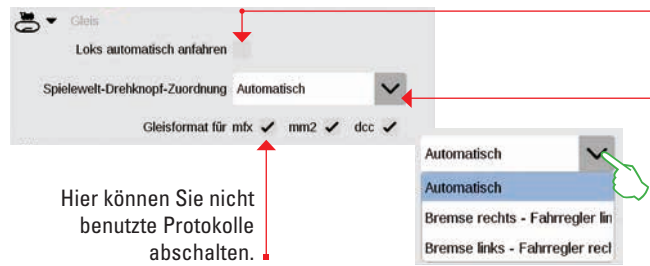 Gleis
Loks automatisch anfahren
Spielewelt-Drehknopf-Zuordnung Automatisch
Gleisformat für mfx mm2 dcc
Automatisch
Automatisch
Bremse rechts - Fahrregler lin
Bremse links - Fahrregler recl
Hier können Sie nicht
benutzte Protokolle
abschalten.